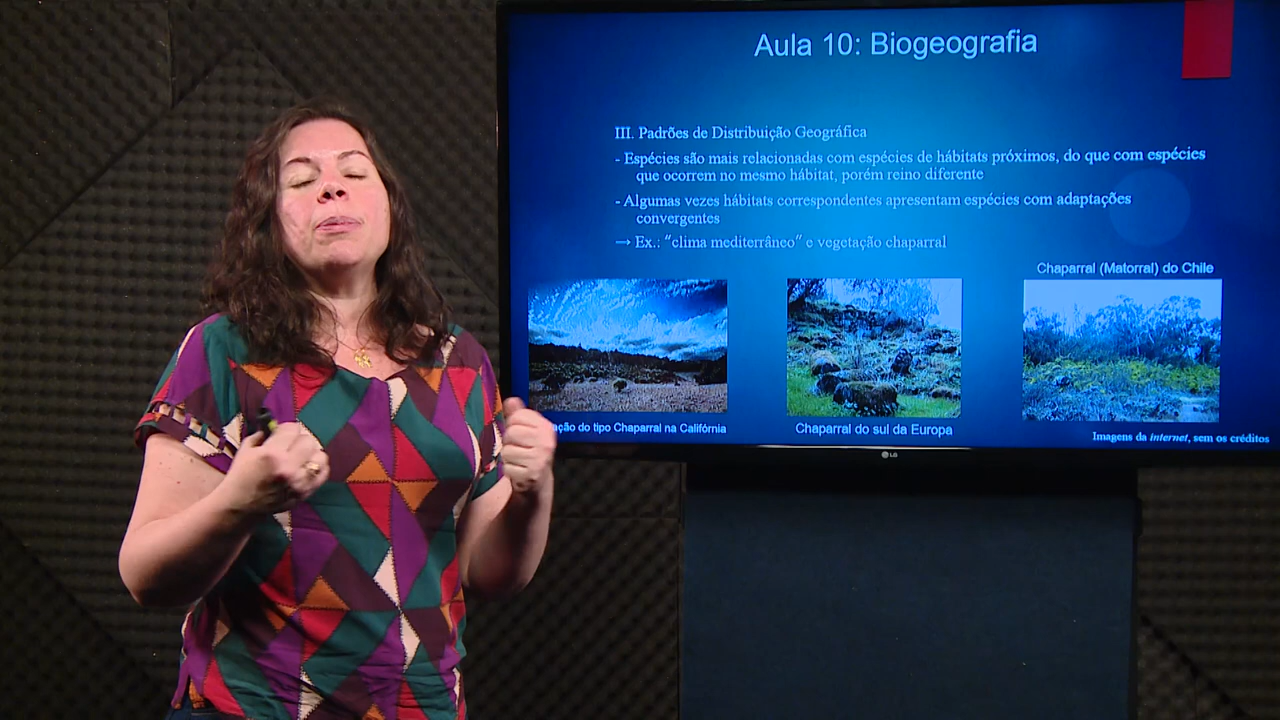 Aula 10: Biogeografia
III. Padrões de Distribuição Geográfica
- Espécies são mais relacionadas com espécies de hábitats próximos, do que com espécies
que ocorrem no mesmo hábitat, porém reino diferente
- Algumas vezes hábitats correspondentes apresentam espécies com adaptações
convergentes
→ Ex.: "clima mediterrâneo" e vegetação chaparral
Chaparral (Matorral) do Chile
do tipo Chaparral na Califórnia
Chaparral do sul da Europa
Imagens da internet, sem os créditos
LG